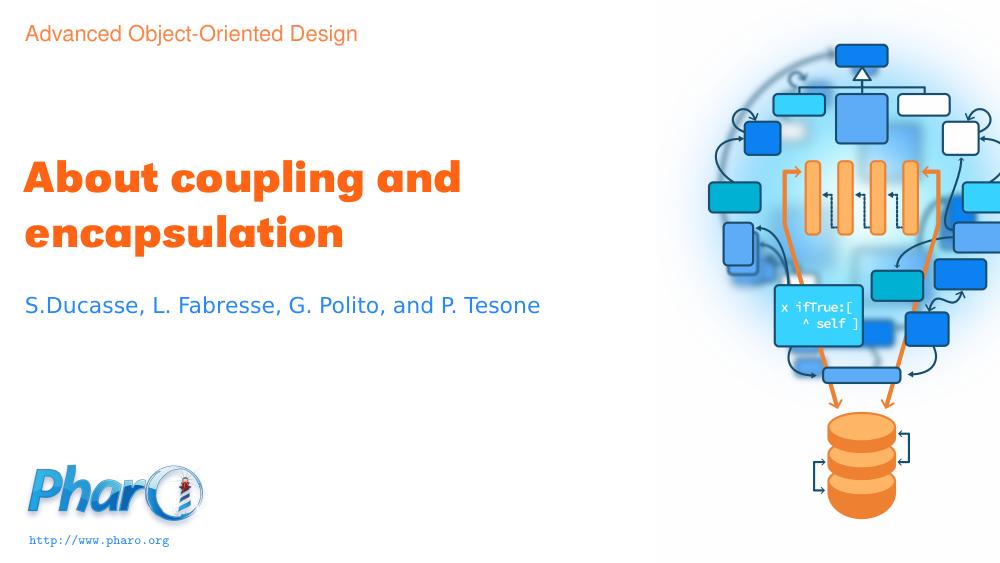 Advanced Object-Oriented Design
About coupling and
encapsulation
S.Ducasse, L. Fabresse, G. Polito, and P. Tesone
x ifTrue:[
^ self ]
Pharo
http://www.pharo.org